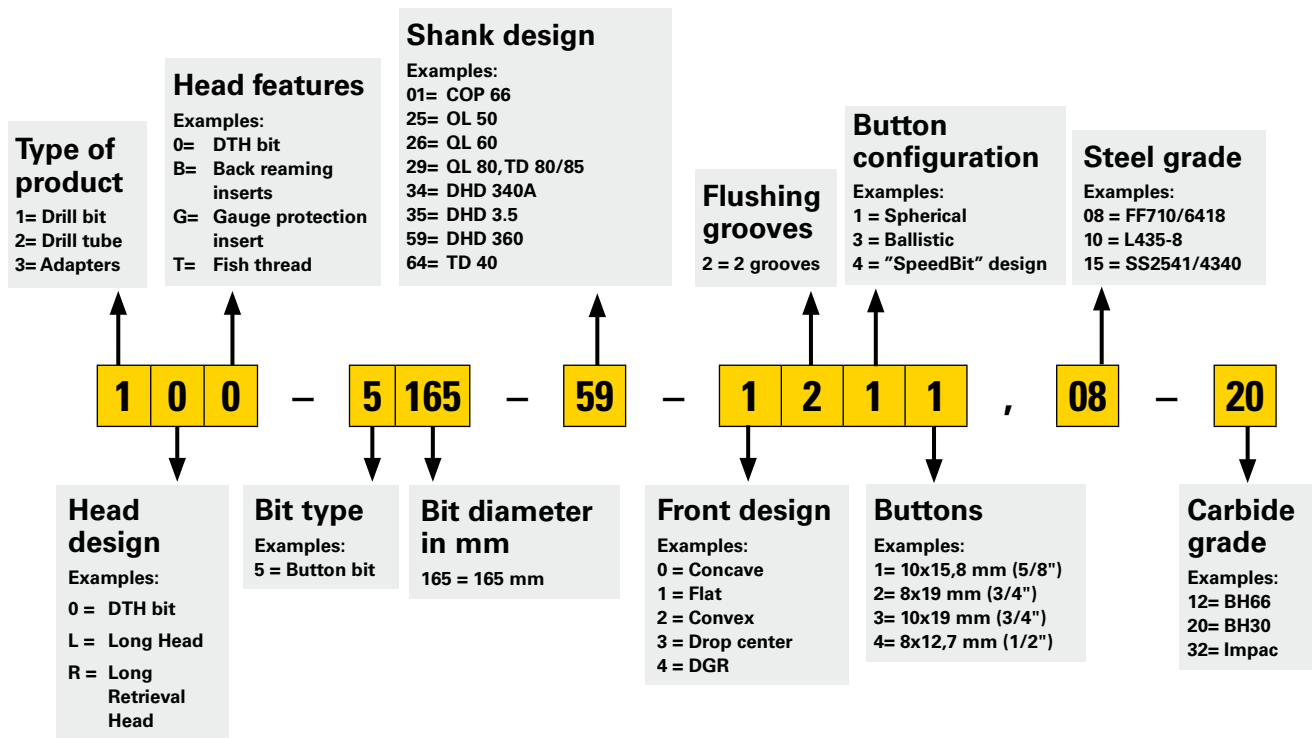 Shank design
Examples:
01= COP 66
25= OL 50
26= QL 60
29= QL 80, TD 80/85
34= DHD 340A
35= DHD 3.5
59= DHD 360
64= TD 40
Head features
Examples:
0= DTH bit
B= Back reaming
inserts
G= Gauge protection
insert
T= Fish thread
Type of
product
1= Drill bit
2= Drill tube
3= Adapters
Flushing
grooves
2 = 2 grooves
Button
configuration
Examples:
1 = Spherical
3 = Ballistic
4 = ”SpeedBit” design
Steel grade
Examples:
08 = FF710/6418
10 = L435-8
15 = SS2541/4340
1 0 0 – 5 165 – 59 - 1 2 1 1 , 08 – 20
Head
design
Examples:
0 = DTH bit
L = Long Head
R = Long
Retrieval
Head
Bit type
Examples:
5 = Button bit
Bit diameter
in mm
165 = 165 mm
Front design
Examples:
0 = Concave
1 = Flat
2 = Convex
3 = Drop center
4 = DGR
Buttons
Examples:
1= 10x15,8 mm (5/8")
2= 8x19 mm (3/4")
3= 10x19 mm (3/4")
4= 8x12,7 mm (1/2")
Carbide
grade
Examples:
12= BH66
20= BH30
32= Impac